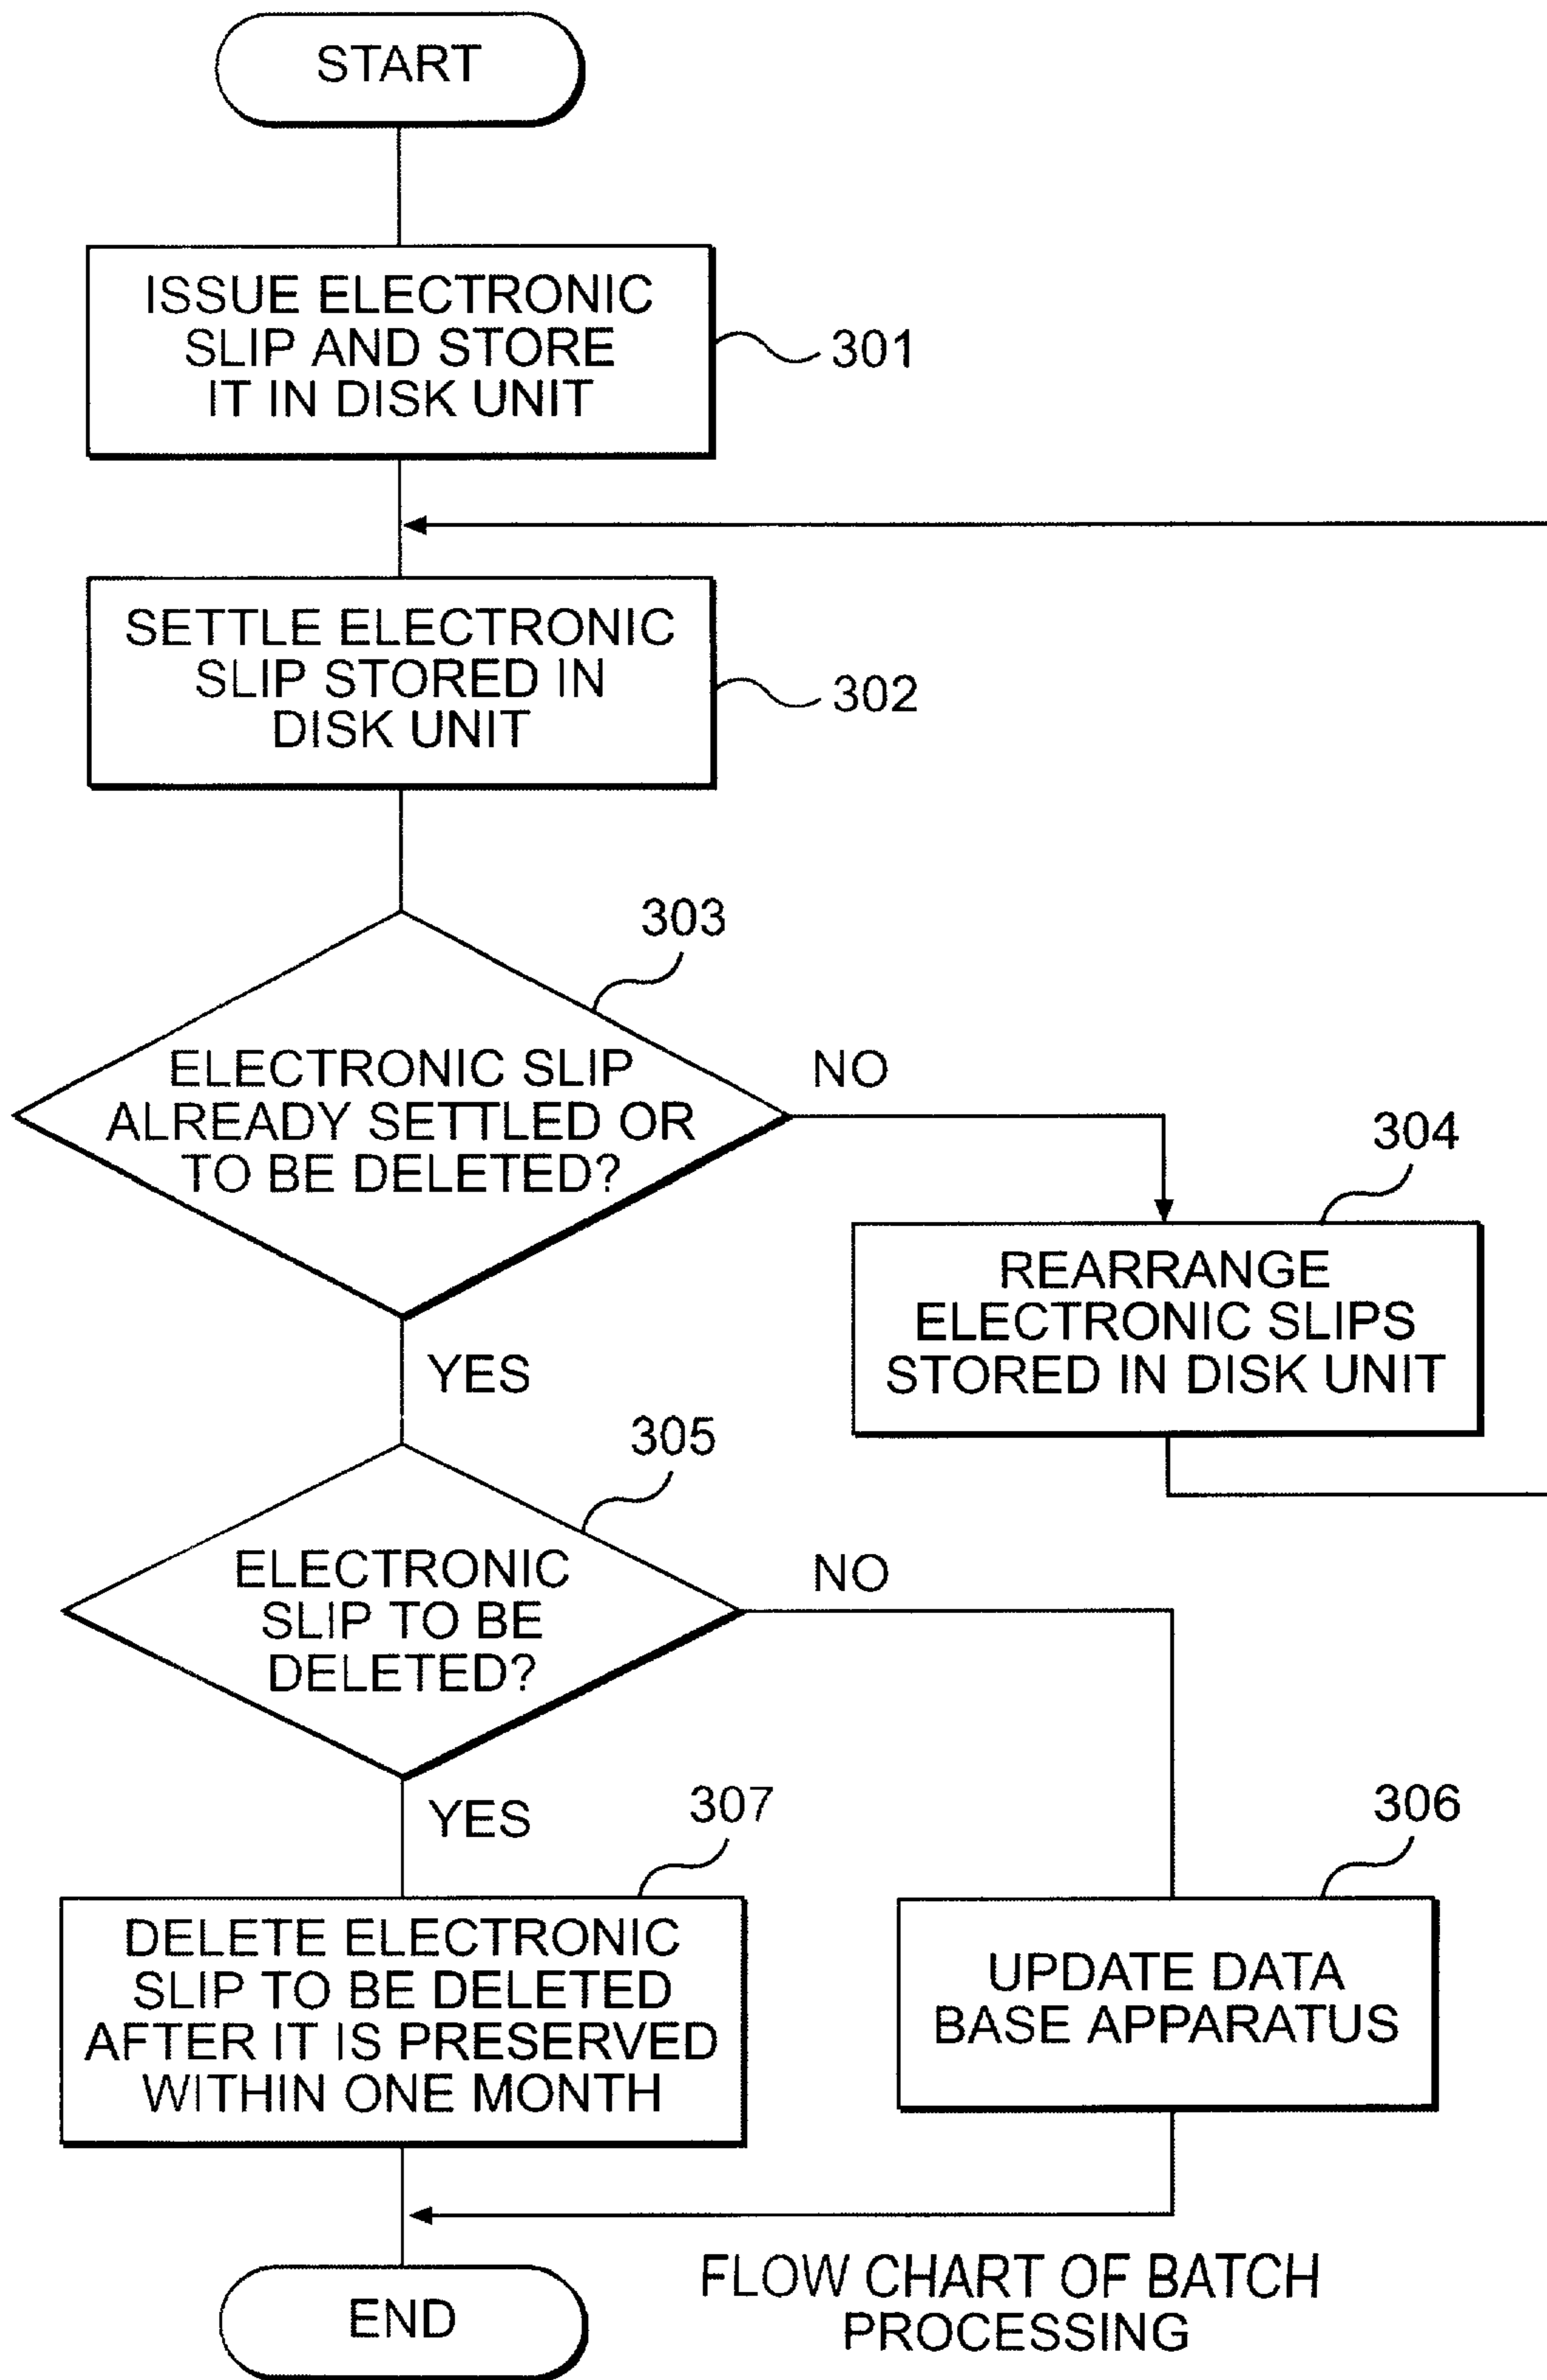 START
ISSUE ELECTRONIC
SLIP AND STORE
IT IN DISK UNIT
301
SETTLE ELECTRONIC
SLIP STORED IN
DISK UNIT
302
303
ELECTRONIC SLIP
ALREADY SETTLED OR
TO BE DELETED?
NO
304
REARRANGE
ELECTRONIC SLIPS
STORED IN DISK UNIT
YES
305
ELECTRONIC
SLIP TO BE
DELETED?
NO
YES
307
DELETE ELECTRONIC
SLIP TO BE DELETED
AFTER IT IS PRESERVED
WITHIN ONE MONTH
306
UPDATE DATA
BASE APPARATUS
END
FLOW CHART OF BATCH
PROCESSING